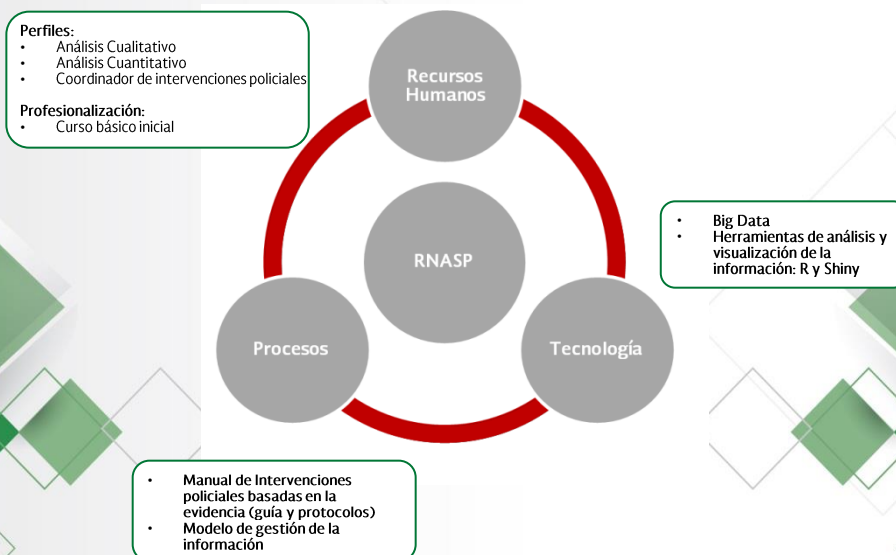 Perfiles:
• Análisis Cualitativo
• Análisis Cuantitativo
• Coordinador de intervenciones policiales
Profesionalización:
• Curso básico inicial
Recursos
Humanos
• Big Data
• Herramientas de análisis y
visualización de la
información: R y Shiny
RNASP
Procesos
Tecnología
• Manual de Intervenciones
policiales basadas en la
evidencia (guía y protocolos)
• Modelo de gestión de la
información